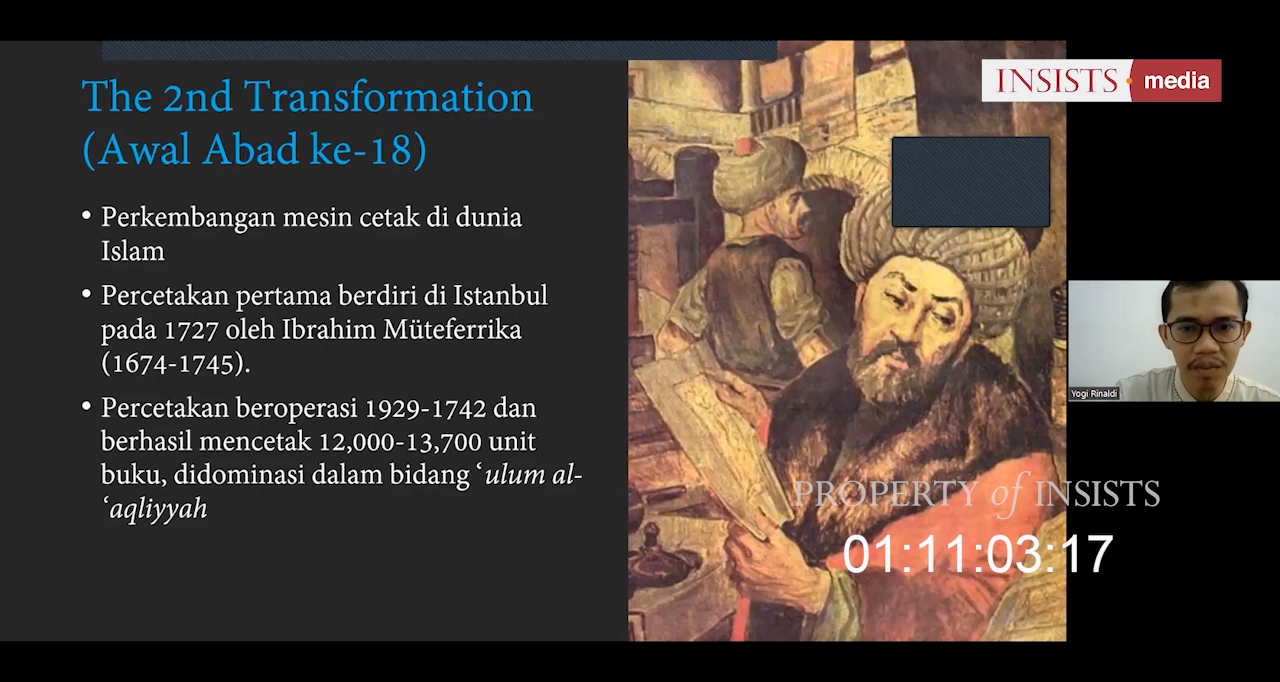 The 2nd Transformation
(Awal Abad ke-18)
• Perkembangan mesin cetak di dunia
Islam
• Percetakan pertama berdiri di Istanbul
pada 1727 oleh Ibrahim Müteferrika
(1674-1745).
• Percetakan beroperasi 1929-1742 dan
berhasil mencetak 12,000-13,700 unit
buku, didominasi dalam bidang ‘ulum al-
‘aqliyyah
INSISTS media
Yogi Rinaldi
PROPERTY of INSISTS
01:11:03:17